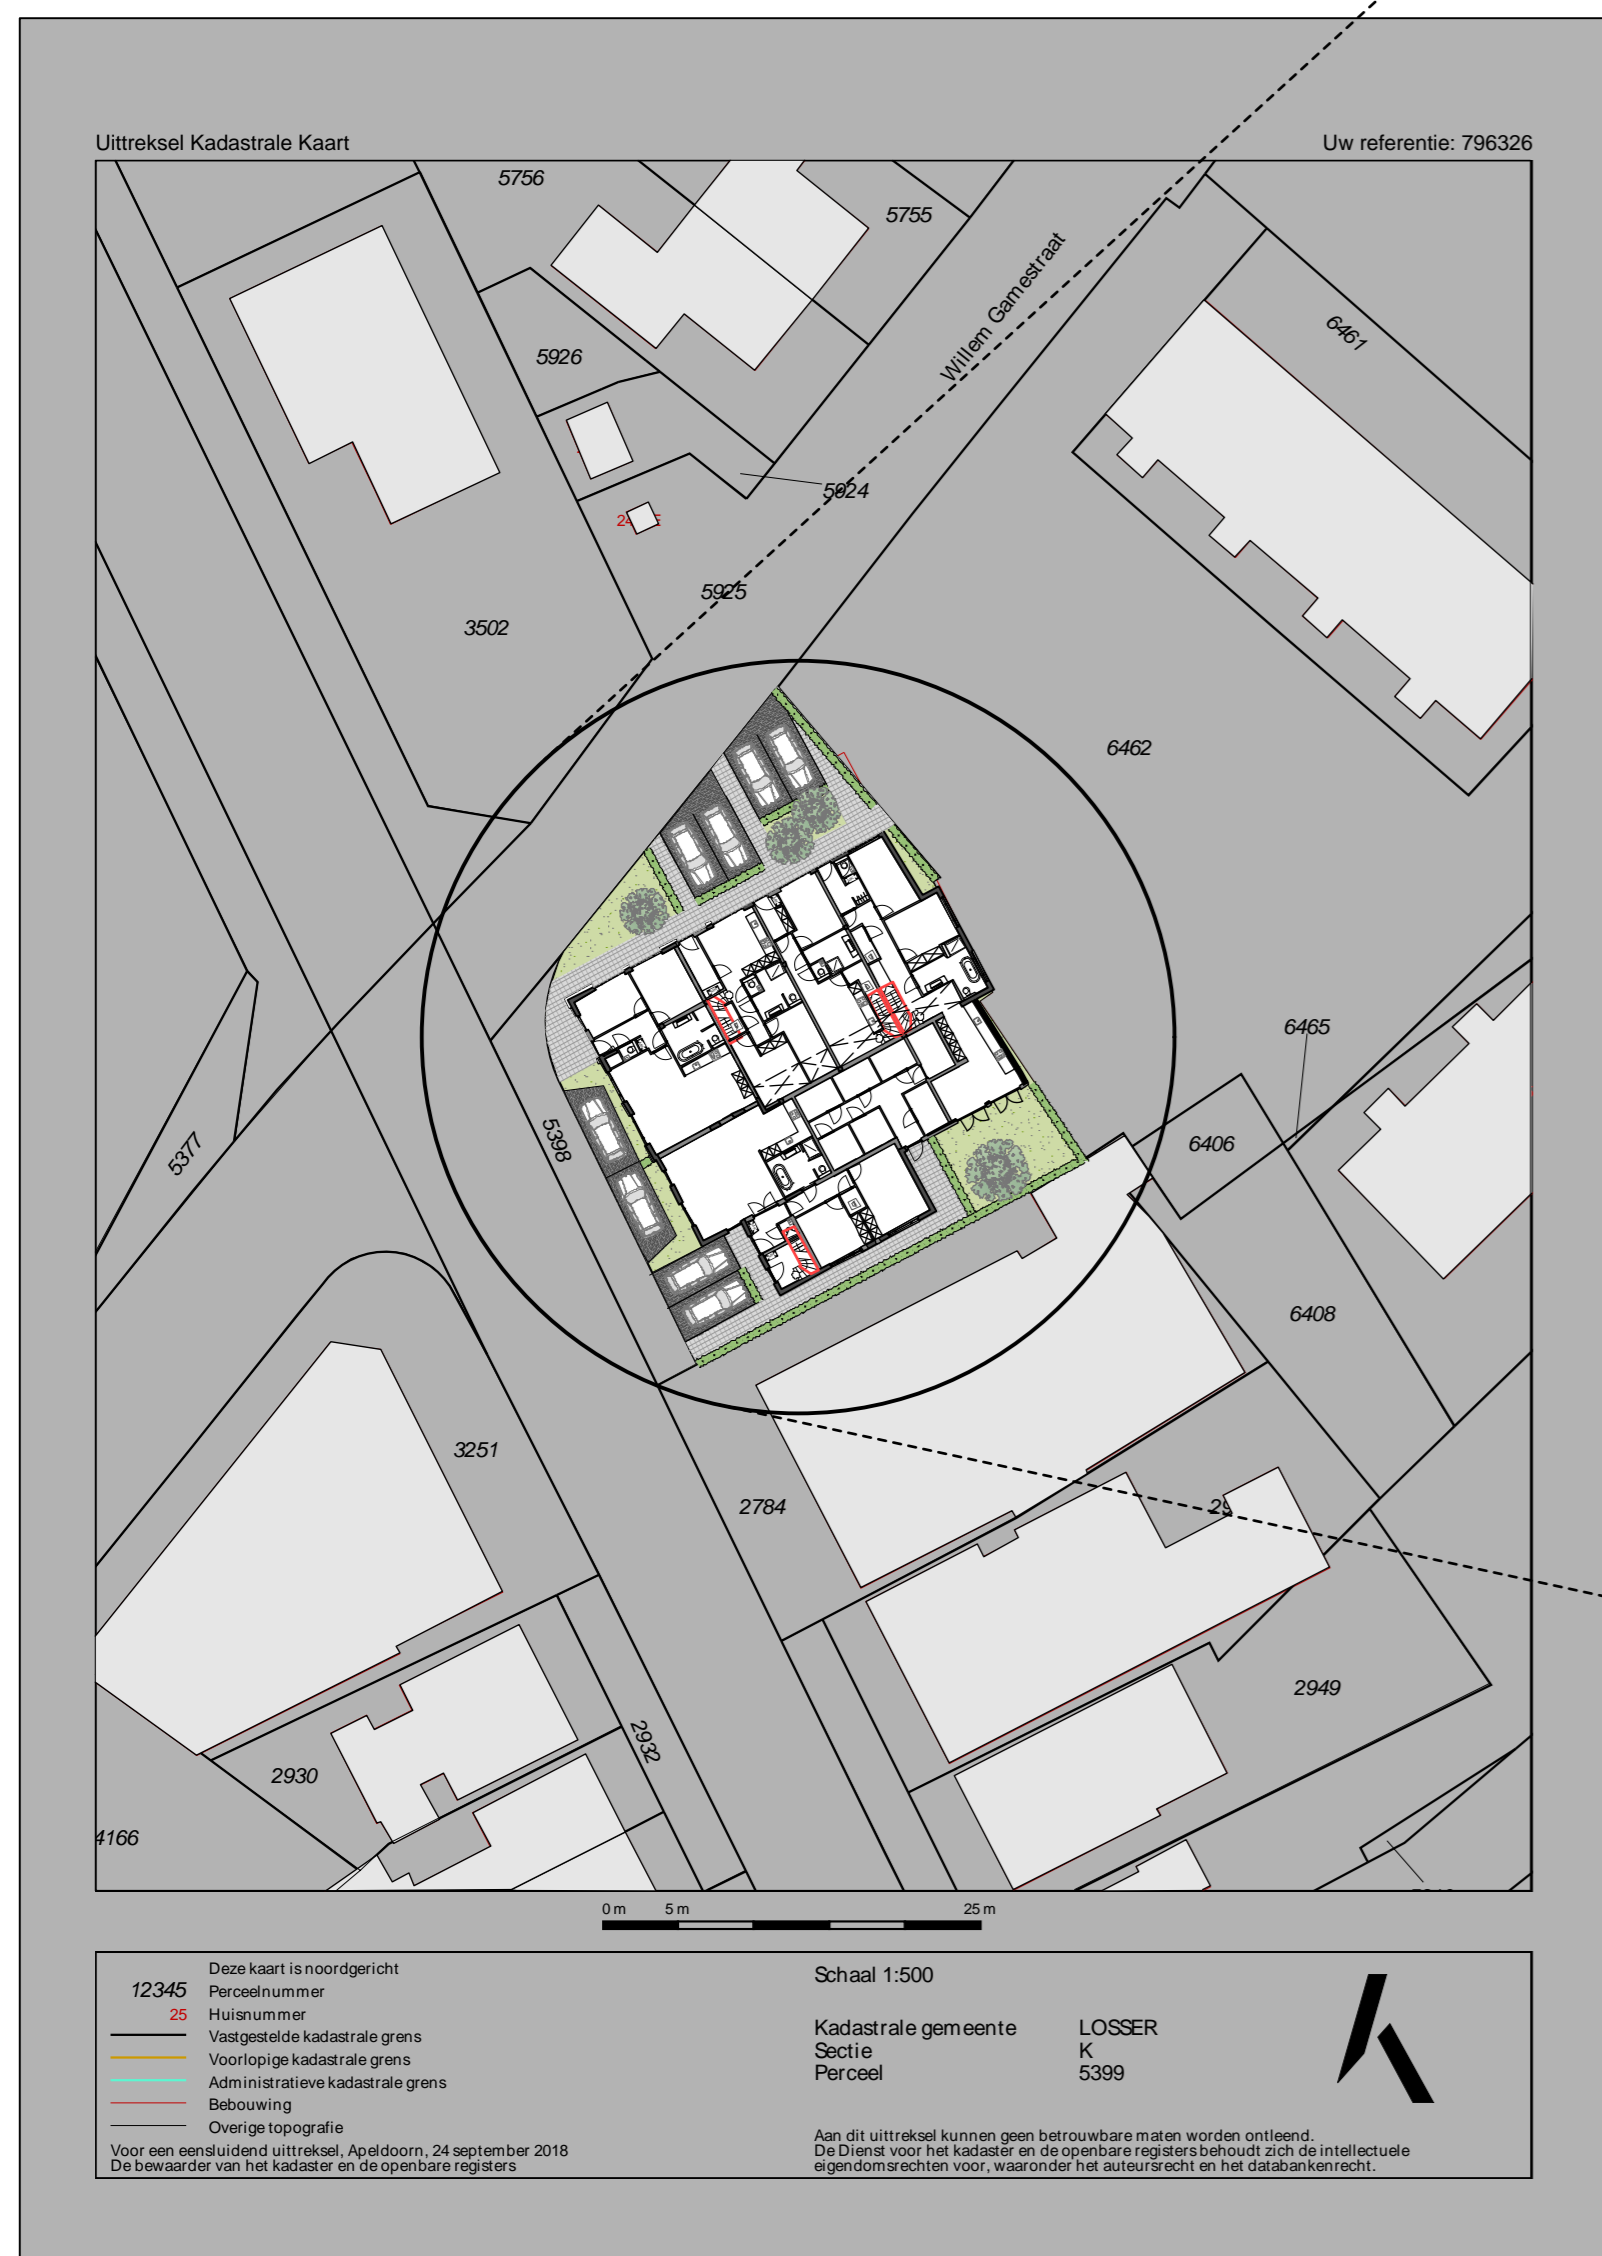 Uittreksel Kadastrale Kaart
Uw referentie: 796326
5756
5755
Willem Gamestraat
6461
5926
5924
24
5925
3502
6462
6465
5377
5398
6406
6408
3251
2784
29
2949
2932
2930
4166
0 m 5 m 25 m
Deze kaart is noordgericht
12345 Perceelnummer
25 Huisnummer
Vastgestelde kadastrale grens
Voorlopige kadastrale grens
Administratieve kadastrale grens
Bebouwing
Overige topografie
Voor een eensluidend uittreksel, Apeldoorn, 24 september 2018
De bewaarder van het kadaster en de openbare registers
Schaal 1:500
Kadastrale gemeente LOSSER
Sectie K
Perceel 5399
Aan dit uittreksel kunnen geen betrouwbare maten worden ontleend.
De Dienst voor het kadaster en de openbare registers behoudt zich de intellectuele
eigendomsrechten voor, waaronder het auteursrecht en het databankenrecht.